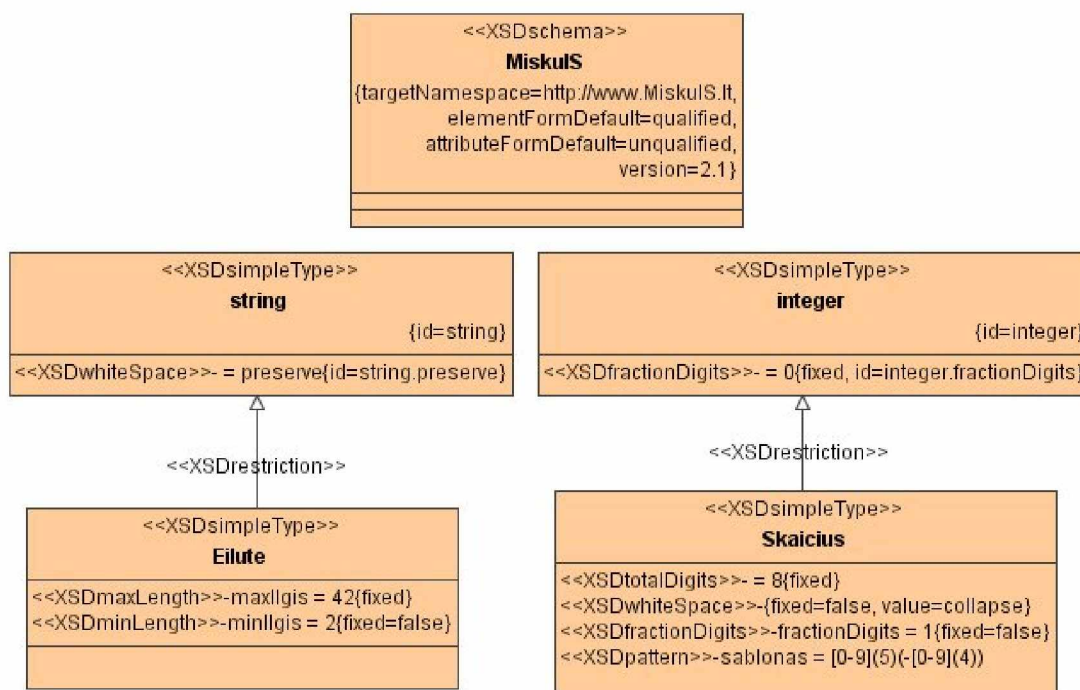 <<XSDschema>>
MiskuIS
{targetNamespace=http://www.MiskuIS.lt,
elementFormDefault=qualified,
attributeFormDefault=unqualified,
version=2.1}
<<XSDsimpleType>>
string
{id=string}
<<XSDwhiteSpace>>- = preserve{id=string.preserve}
<<XSDsimpleType>>
integer
{id=integer}
<<XSDfractionDigits>>- = 0{fixed, id=integer.fractionDigits}
<<XSDrestriction>>
<<XSDrestriction>>
<<XSDsimpleType>>
Eilute
<<XSDmaxLength>>-maxIlgis = 42{fixed}
<<XSDminLength>>-minIlgis = 2{fixed=false}
<<XSDsimpleType>>
Skaicius
<<XSDtotalDigits>>- = 8{fixed}
<<XSDwhiteSpace>>-{fixed=false, value=collapse}
<<XSDfractionDigits>>-fractionDigits = 1{fixed=false}
<<XSDpattern>>-sablonas = [0-9](5)(-[0-9](4))